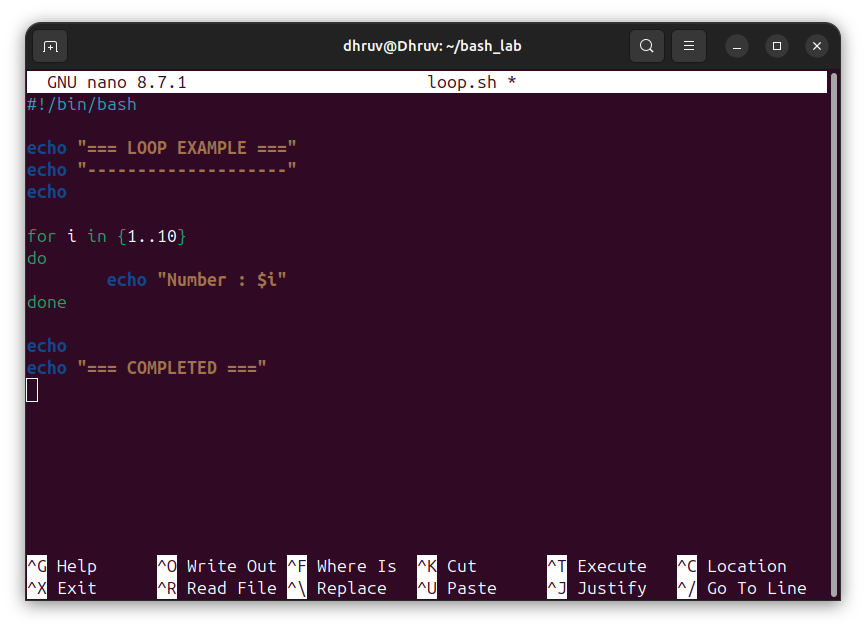 dhruv@Dhruv: ~/bash_lab
GNU nano 8.7.1 loop.sh *
#!/bin/bash

echo "=== LOOP EXAMPLE ==="
echo "--------------------"
echo

for i in {1..10}
do
        echo "Number : $i"
done

echo
echo "=== COMPLETED ==="

^G Help ^O Write Out ^F Where Is ^K Cut ^T Execute ^C Location
^X Exit ^R Read File ^\ Replace ^U Paste ^J Justify ^/ Go To Line